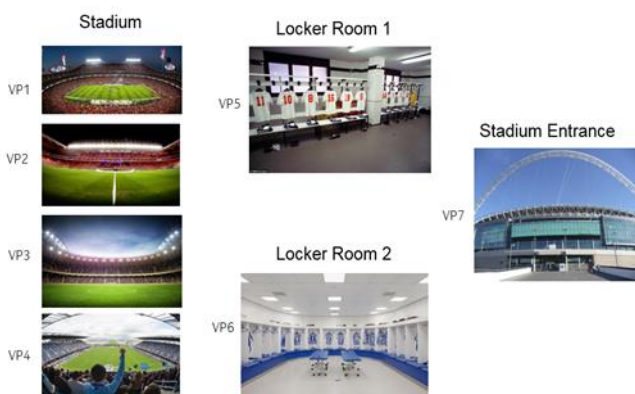 Stadium
VP1
VP2
VP3
VP4
Locker Room 1
VP5
Locker Room 2
VP6
Stadium Entrance
VP7